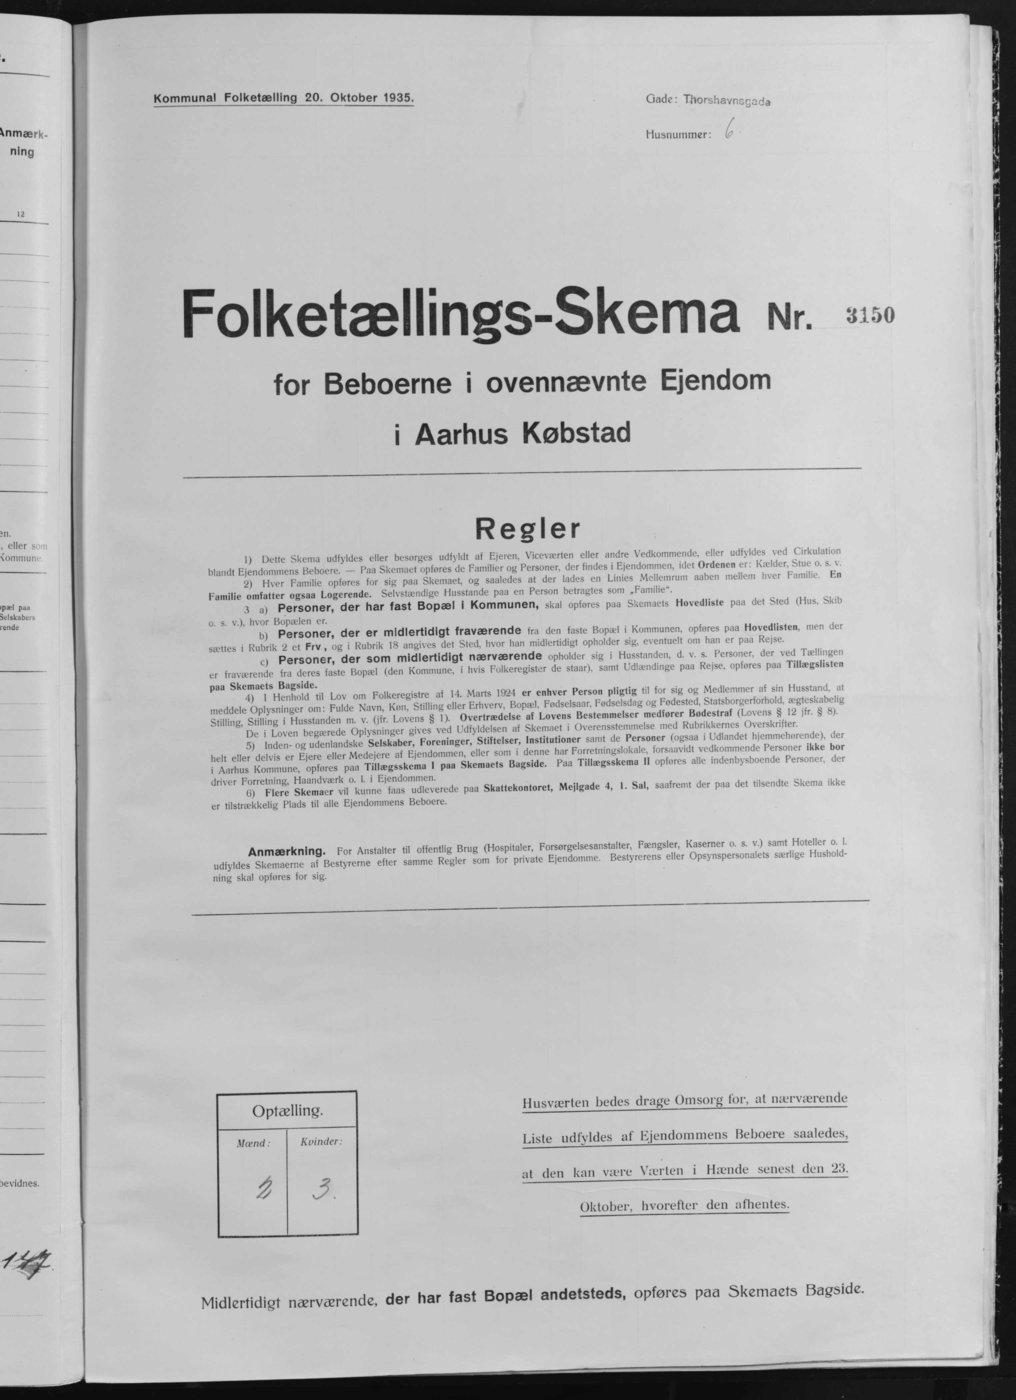 Anmærk-
ning
12
en.
, eller som
Kommune
opæl paa
Selskabers
rende
bevidnes.
147.
Kommunal Folketælling 20. Oktober 1935.
Gade: Thorshavnsgada
Husnummer: 6.
Folketællings-Skema Nr. 3150
for Beboerne i ovennævnte Ejendom
i Aarhus Købstad
Regler
1) Dette Skema udfyldes eller besørges udfyldt af Ejeren, Viceværten eller andre Vedkommende, eller udfyldes ved Cirkulation
blandt Ejendommens Beboere. — Paa Skemaet opføres de Familier og Personer, der findes i Ejendommen, idet Ordenen er: Kælder, Stue o. s. v.
2) Hver Familie opføres for sig paa Skemaet, og saaledes at der lades en Linies Mellemrum aaben mellem hver Familie. En
Familie omfatter ogsaa Logerende. Selvstændige Husstande paa en Person betragtes som „Familie“.
3 a) Personer, der har fast Bopæl i Kommunen, skal opføres paa Skemaets Hovedliste paa det Sted (Hus, Skib
o. s. v.), hvor Bopælen er.
b) Personer, der er midlertidigt fraværende fra den faste Bopæl i Kommunen, opføres paa Hovedlisten, men der
sættes i Rubrik 2 et Frv., og i Rubrik 18 angives det Sted, hvor han midlertidigt opholder sig, eventuelt om han er paa Rejse.
c) Personer, der som midlertidigt nærværende opholder sig i Husstanden, d. v. s. Personer, der ved Tællingen
er fraværende fra deres faste Bopæl (den Kommune, i hvis Folkeregister de staar), samt Udlændinge paa Rejse, opføres paa Tillægslisten
paa Skemaets Bagside.
4) I Henhold til Lov om Folkeregistre af 14. Marts 1924 er enhver Person pligtig til for sig og Medlemmer af sin Husstand, at
meddele Oplysninger om: Fulde Navn, Køn, Stilling eller Erhverv, Bopæl, Fødselsaar, Fødselsdag og Fødested, Statsborgerforhold, ægteskabelig
Stilling, Stilling i Husstanden m. v. (jfr. Lovens § 1). Overtrædelse af Lovens Bestemmelser medfører Bødestraf (Lovens § 12 jfr. § 8).
De i Loven begærede Oplysninger gives ved Udfyldelsen af Skemaet i Overensstemmelse med Rubrikkernes Overskrifter.
5) Inden- og udenlandske Selskaber, Foreninger, Stiftelser, Institutioner samt de Personer (ogsaa i Udlandet hjemmehørende), der
helt eller delvis er Ejere eller Medejere af Ejendommen, eller som i denne har Forretningslokale, forsaavidt vedkommende Personer ikke bor
i Aarhus Kommune, opføres paa Tillægsskema I paa Skemaets Bagside. Paa Tillægsskema II opføres alle indenbysboende Personer, der
driver Forretning, Haandværk o. l. i Ejendommen.
6) Flere Skemaer vil kunne faas udleverede paa Skattekontoret, Mejlgade 4, 1. Sal, saafremt der paa det tilsendte Skema ikke
er tilstrækkelig Plads til alle Ejendommens Beboere.
Anmærkning. For Anstalter til offentlig Brug (Hospitaler, Forsørgelsesanstalter, Fængsler, Kaserner o. s. v.) samt Hoteller o. l.
udfyldes Skemaerne af Bestyrerne efter samme Regler som for private Ejendomme. Bestyrerens eller Opsynspersonalets særlige Hushold-
ning skal opføres for sig.
Optælling.
Mænd: Kvinder:
2 3.
Husværten bedes drage Omsorg for, at nærværende
Liste udfyldes af Ejendommens Beboere saaledes,
at den kan være Værten i Hænde senest den 23.
Oktober, hvorefter den afhentes.
Midlertidigt nærværende, der har fast Bopæl andetsteds, opføres paa Skemaets Bagside.